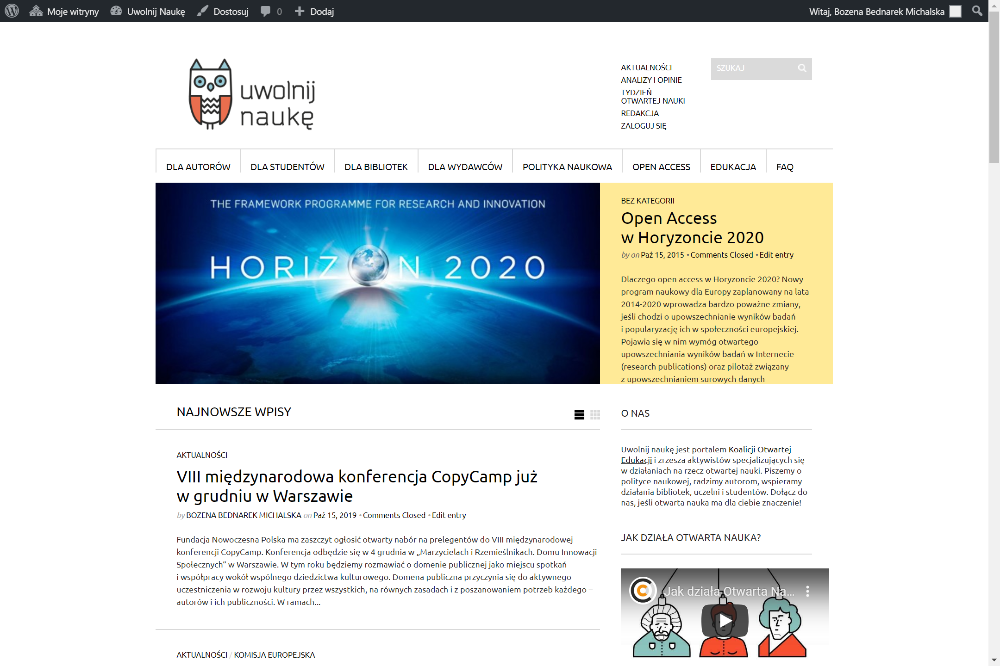 Moje witryny Uwolnij Naukę Dostosuj 0 Dodaj Witaj, Bozena Bednarek Michalska
uwolnij
naukę
AKTUALNOŚCI
ANALIZY I OPINIE
TYDZIEŃ
OTWARTEJ NAUKI
REDAKCJA
ZALOGUJ SIĘ
SZUKAJ
DLA AUTORÓW DLA STUDENTÓW DLA BIBLIOTEK DLA WYDAWCÓW POLITYKA NAUKOWA OPEN ACCESS EDUKACJA FAQ
THE FRAMEWORK PROGRAMME FOR RESEARCH AND INNOVATION
HORIZON 2020
BEZ KATEGORII
Open Access
w Horyzoncie 2020
by on Paź 15, 2015 • Comments Closed • Edit entry
Dlaczego open access w Horyzoncie 2020? Nowy
program naukowy dla Europy zaplanowany na lata
2014-2020 wprowadza bardzo poważne zmiany,
jeśli chodzi o upowszechnianie wyników badań
i popularyzację ich w społeczności europejskiej.
Pojawia się w nim wymóg otwartego
upowszechniania wyników badań w Internecie
(research publications) oraz pilotaż związany
z upowszechnianiem surowych danych
NAJNOWSZE WPISY
AKTUALNOŚCI
VIII międzynarodowa konferencja CopyCamp już
w grudniu w Warszawie
by BOZENA BEDNAREK MICHALSKA on Paź 15, 2019 • Comments Closed • Edit entry
Fundacja Nowoczesna Polska ma zaszczyt ogłosić otwarty nabór na prelegentów do VIII międzynarodowej
konferencji CopyCamp. Konferencja odbędzie się w 4 grudnia w „Marzycielach i Rzemieślnikach. Domu Innowacji
Społecznych” w Warszawie. W tym roku będziemy rozmawiać o domenie publicznej jako miejscu spotkań
i współpracy wokół wspólnego dziedzictwa kulturowego. Domena publiczna przyczynia się do aktywnego
uczestniczenia w rozwoju kultury przez wszystkich, na równych zasadach i z poszanowaniem potrzeb każdego –
autorów i ich publiczności. W ramach...
AKTUALNOŚCI / KOMISJA EUROPEJSKA
O NAS
Uwolnij naukę jest portalem Koalicji Otwartej
Edukacji i zrzesza aktywistów specjalizujących się
w działaniach na rzecz otwartej nauki. Piszemy o
polityce naukowej, radzimy autorom, wspieramy
działania bibliotek, uczelni i studentów. Dołącz do
nas, jeśli otwarta nauka ma dla ciebie znaczenie!
JAK DZIAŁA OTWARTA NAUKA?
Jak działa Otwarta Na...